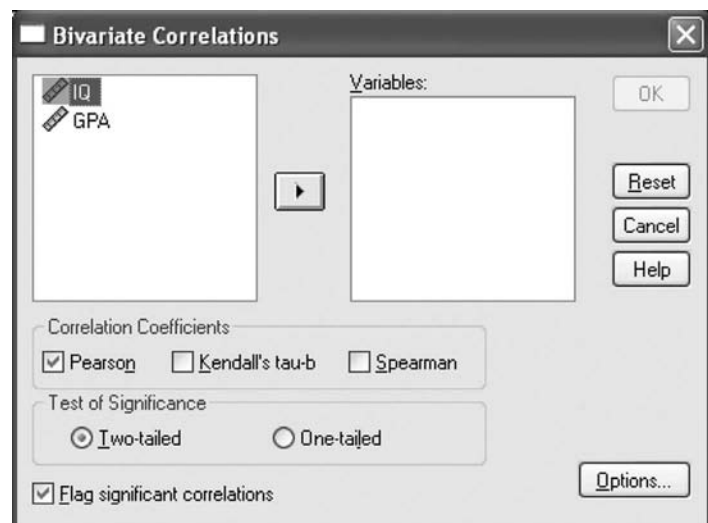 Bivariate Correlations
IQ
GPA
Variables:
OK
Reset
Cancel
Help
Correlation Coefficients
Pearson Kendall's tau-b Spearman
Test of Significance
Two-tailed One-tailed
Flag significant correlations
Options...